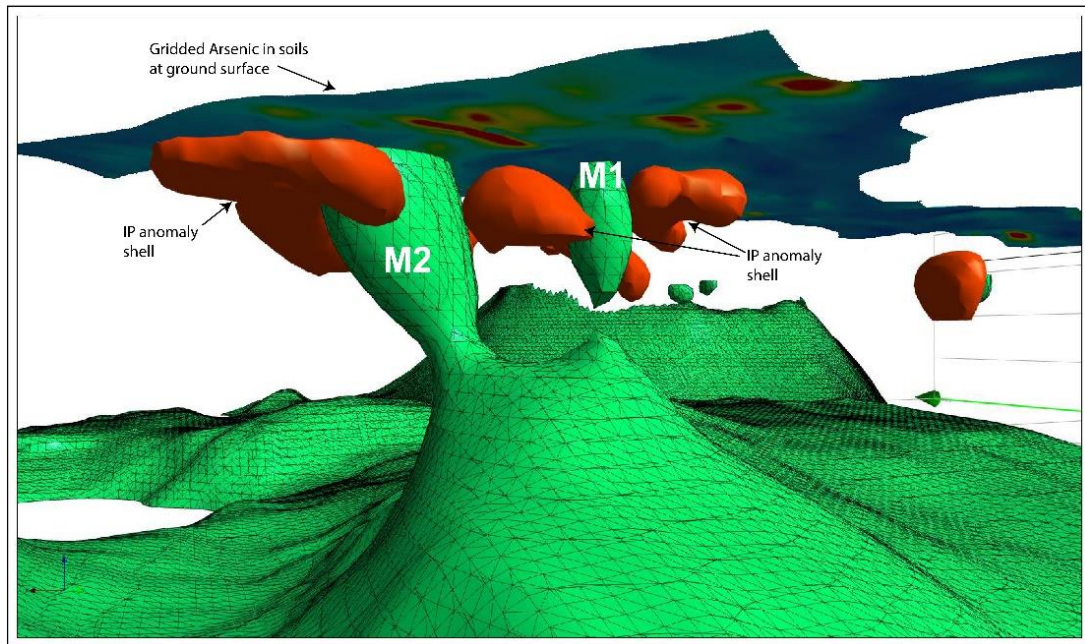 Gridded Arsenic in soils
at ground surface
M1
IP anomaly
shell
M2
IP anomaly
shell